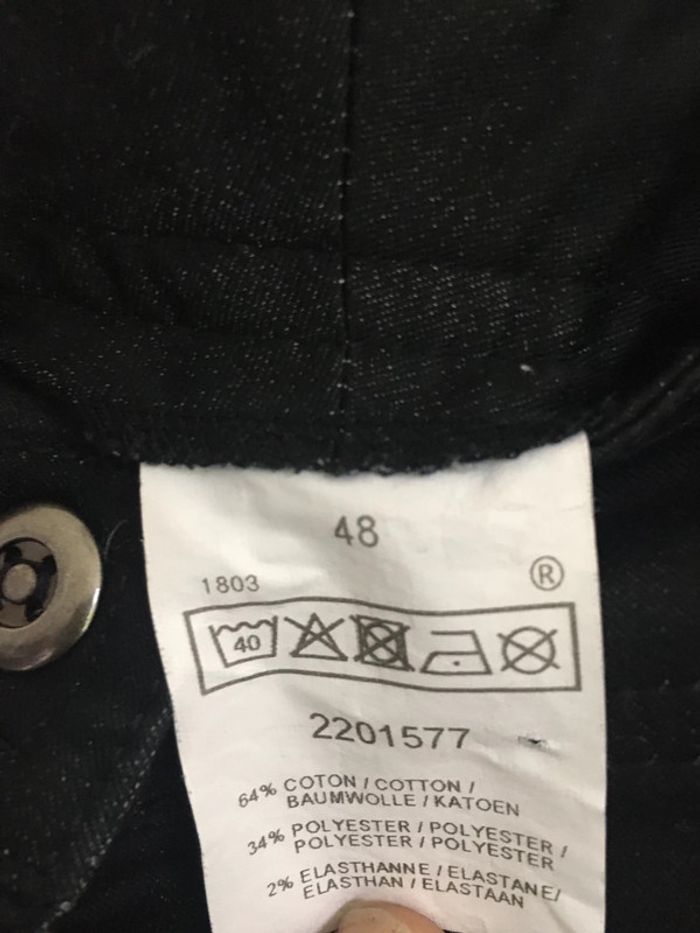 48
1803
®
40
2201577
64% COTON / COTTON /
BAUMWOLLE / KATOEN
34% POLYESTER / POLYESTER /
POLYESTER / POLYESTER
2% ELASTHANNE / ELASTANE/
ELASTHAN / ELASTAAN